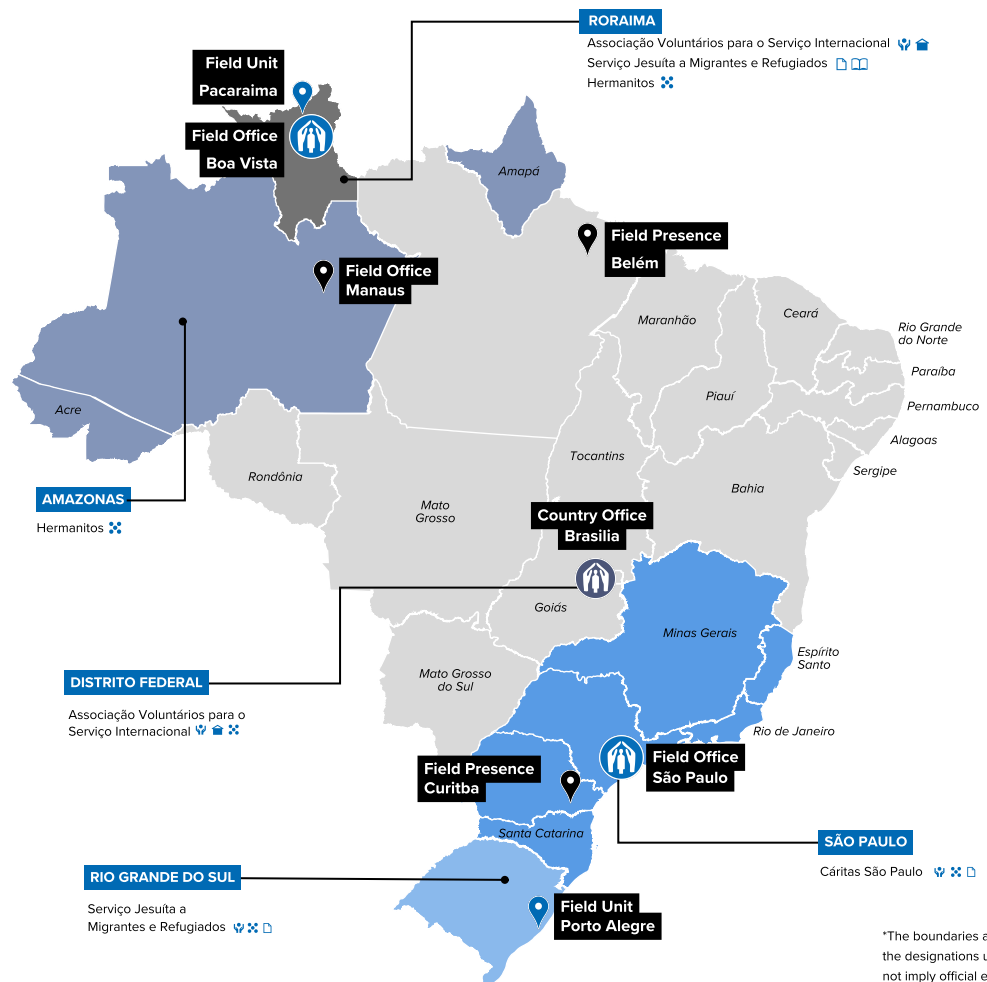 RORAIMA
Associação Voluntários para o Serviço Internacional
Serviço Jesuíta a Migrantes e Refugiados
Hermanitos
Field Unit
Pacaraima
Field Office
Boa Vista
Amapá
Field Presence
Belém
Field Office
Manaus
Maranhão
Ceará
Rio Grande
do Norte
Paraíba
Piauí
Pernambuco
Acre
Alagoas
Tocantins
Sergipe
Rondônia
Bahia
AMAZONAS
Hermanitos
Mato
Grosso
Country Office
Brasilia
Goiás
Minas Gerais
Espírito
Santo
Mato Grosso
do Sul
DISTRITO FEDERAL
Associação Voluntários para o
Serviço Internacional
Rio de Janeiro
Field Presence
Curitba
Field Office
São Paulo
Santa Catarina
SÃO PAULO
Cáritas São Paulo
RIO GRANDE DO SUL
Serviço Jesuíta a
Migrantes e Refugiados
Field Unit
Porto Alegre
*The boundaries a
the designations u
not imply official e